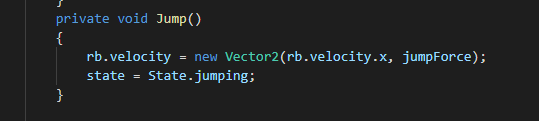 }
private void Jump()
{
rb.velocity = new Vector2(rb.velocity.x, jumpForce);
state = State.jumping;
}